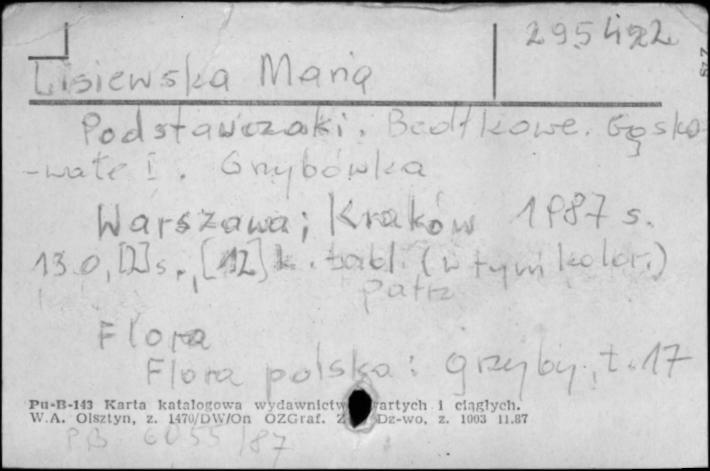 295422
Lisiewska Maria
Podstawczaki. Bedłkowe. Gąsko-
-wate I. Grzybówka
Warszawa; Kraków 1987 s.
130, [2] s., [12] k. tabl. (w tym kolor.)
patrz
Flora
Flora polska: grzyby, t. 17
Pu-B-143 Karta katalogowa wydawnictw wartych i ciągłych.
W.A. Olsztyn, z. 1470/DW/On OZGraf. Z Dz-wo, z. 1003 11.87
PB 6055/87